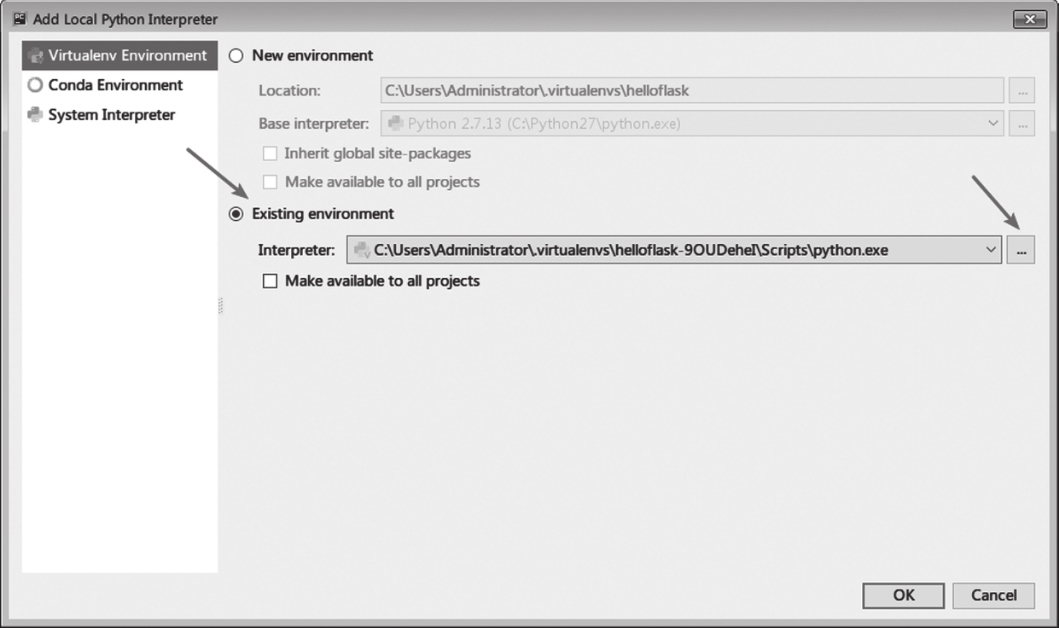 Add Local Python Interpreter
Virtualenv Environment
Conda Environment
System Interpreter
New environment
Location: C:\Users\Administrator\.virtualenvs\helloflask ...
Base interpreter: Python 2.7.13 (C:\Python27\python.exe) ...
Inherit global site-packages
Make available to all projects
Existing environment
Interpreter: C:\Users\Administrator\.virtualenvs\helloflask-9OUDeheI\Scripts\python.exe ...
Make available to all projects
OK Cancel